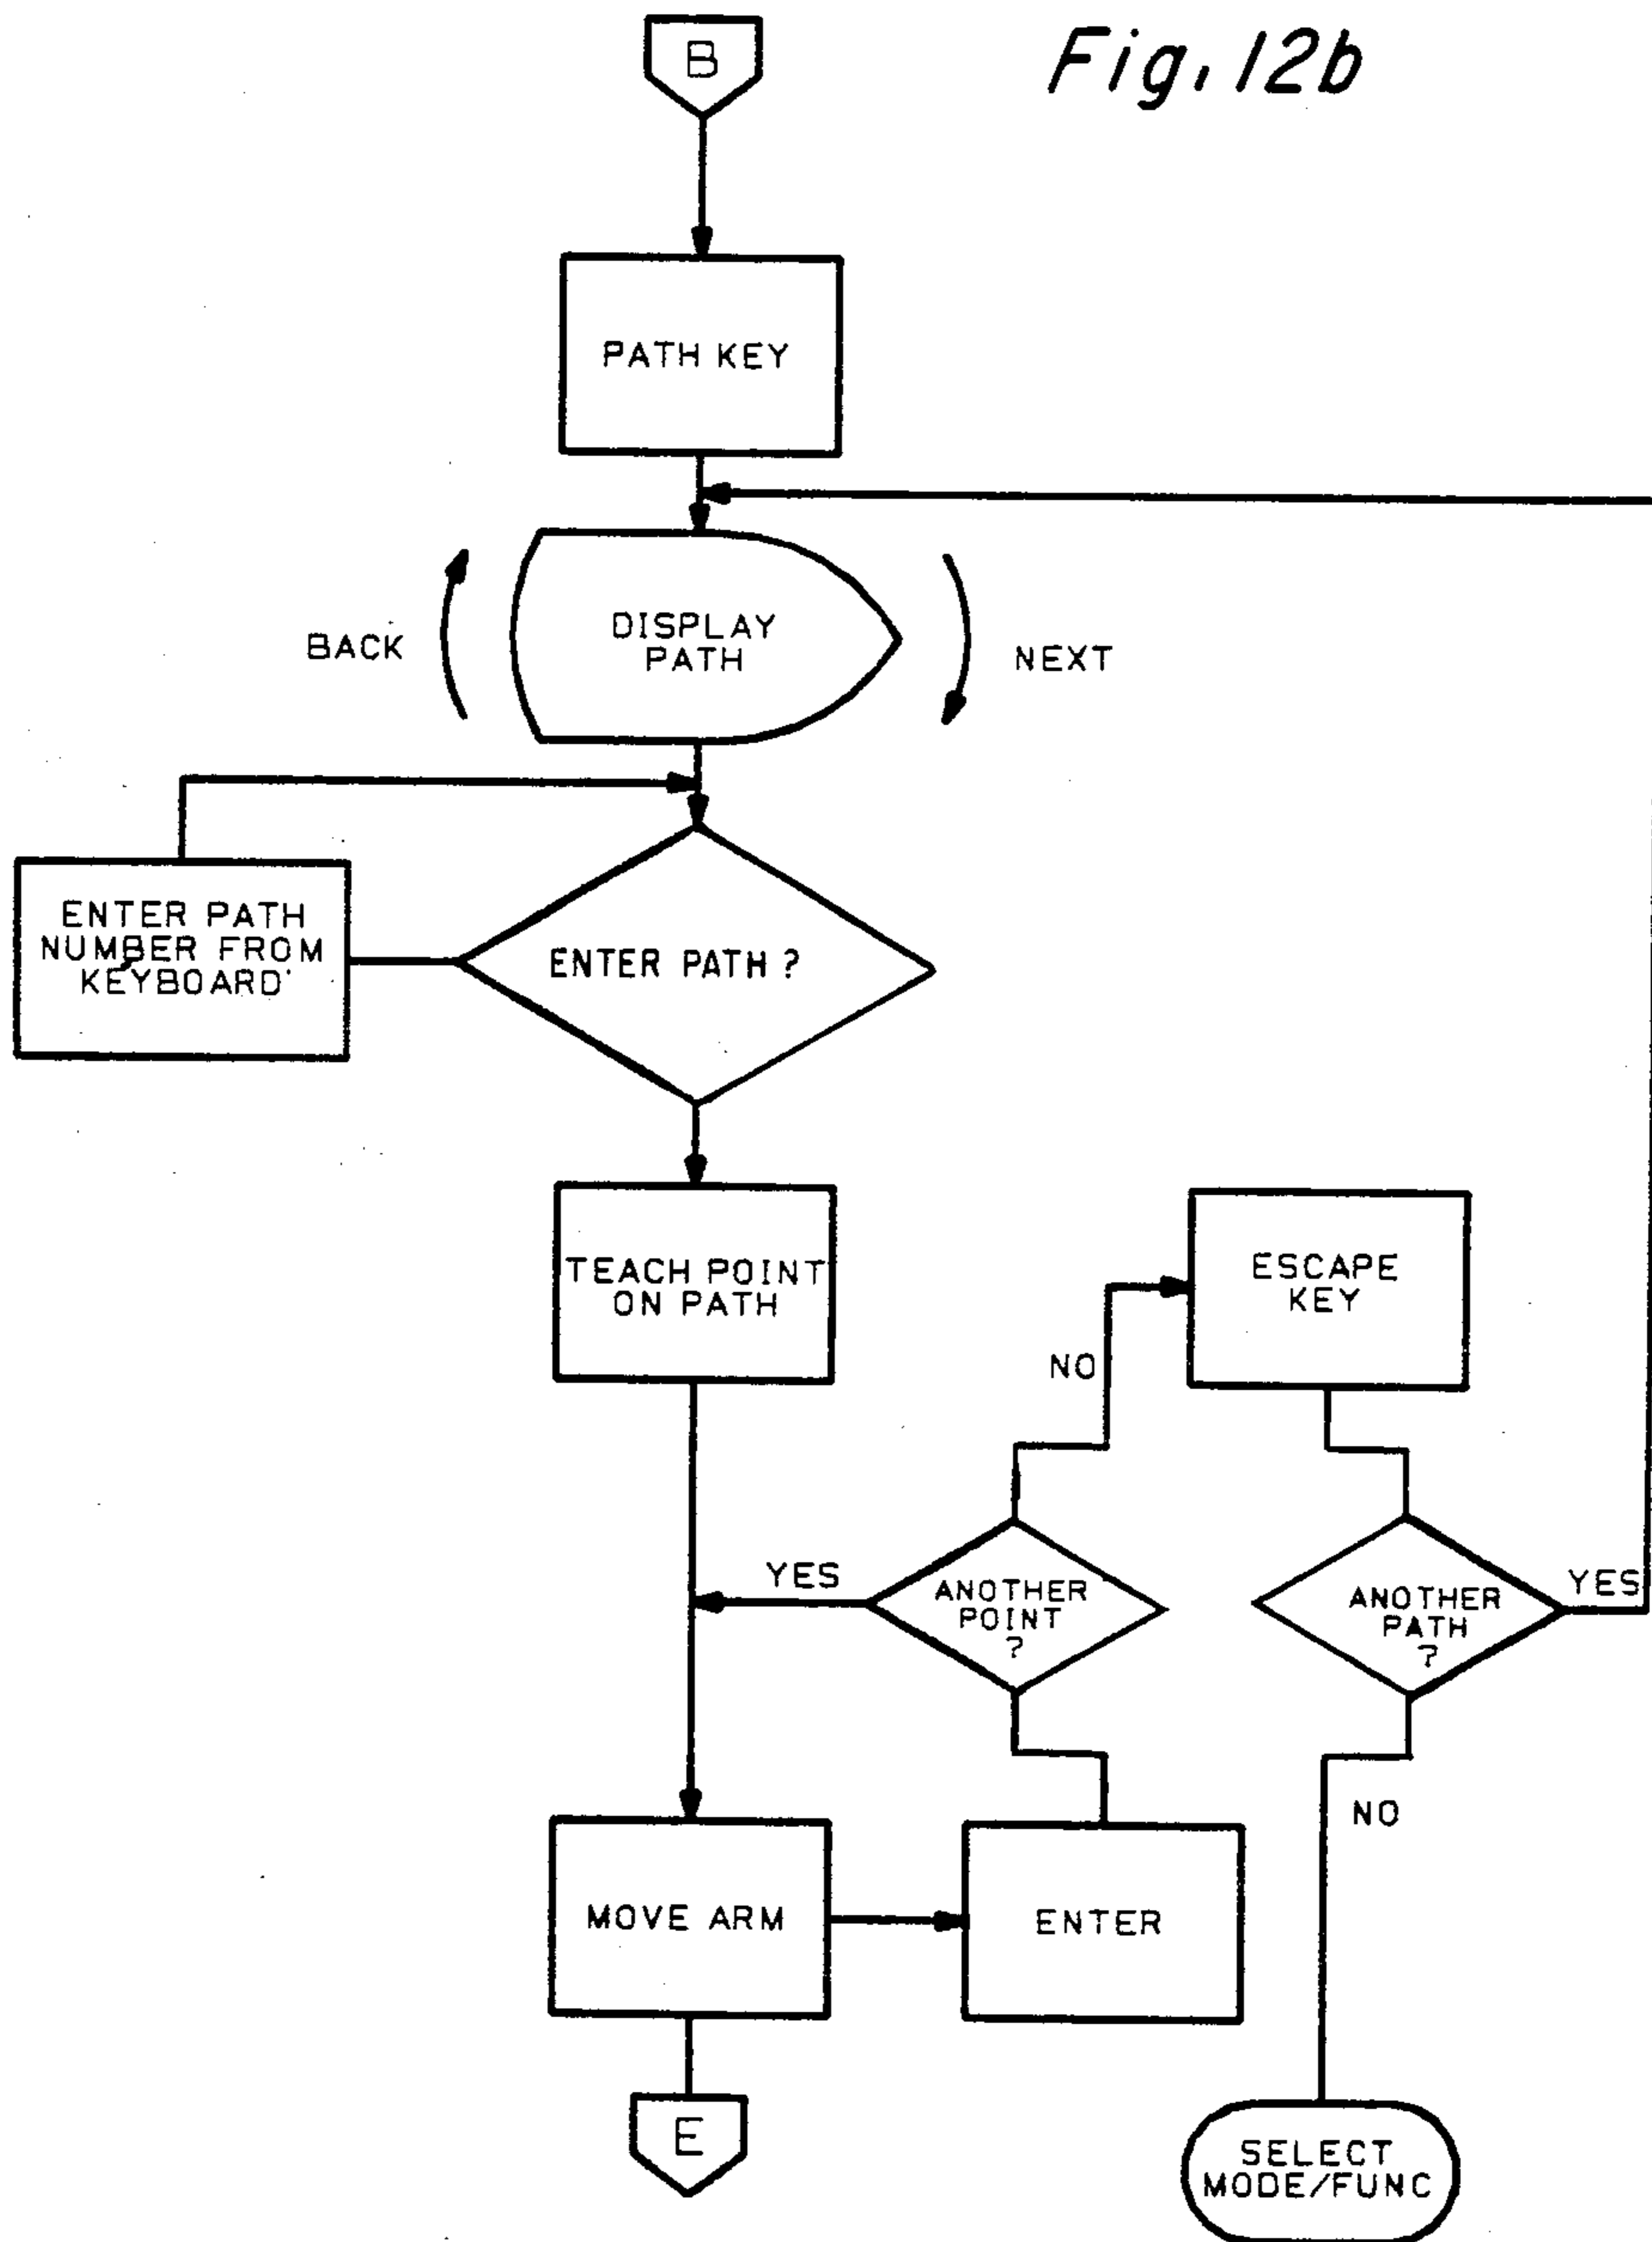 Fig. 12b
B
PATH KEY
DISPLAY
PATH
BACK
NEXT
ENTER PATH
NUMBER FROM
KEYBOARD
ENTER PATH ?
TEACH POINT
ON PATH
ESCAPE
KEY
NO
YES
ANOTHER
POINT
?
ANOTHER
PATH
?
YES
NO
MOVE ARM
ENTER
E
SELECT
MODE/FUNC